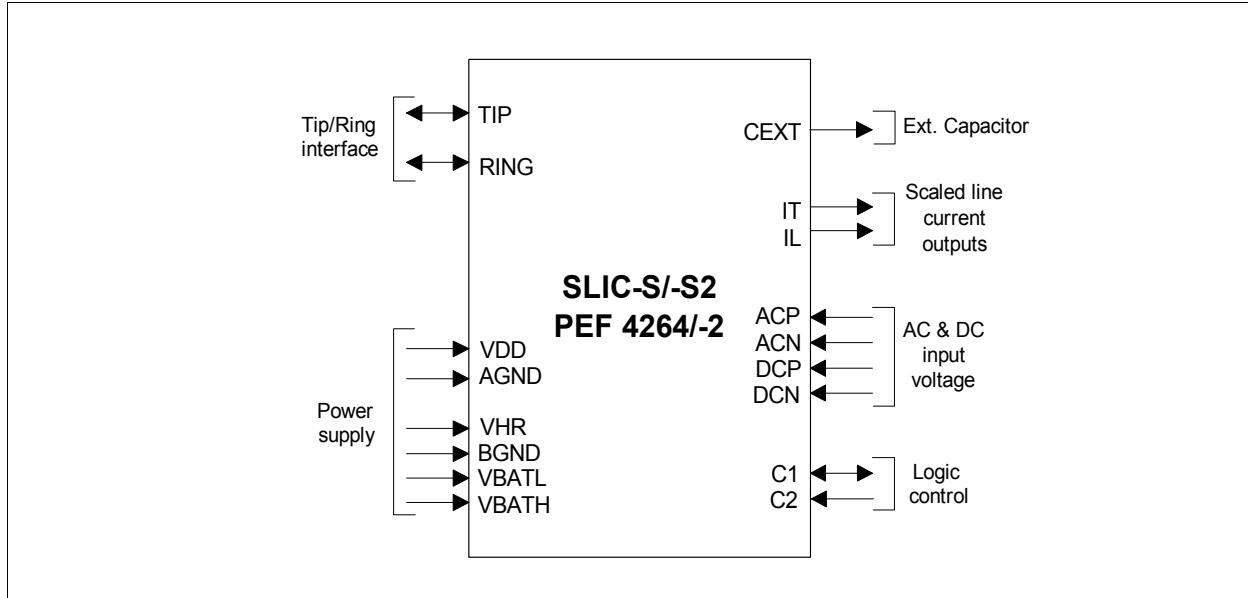 Tip/Ring
interface
TIP
RING
Power
supply
VDD
AGND
VHR
BGND
VBATL
VBATH
SLIC-S/-S2
PEF 4264/-2
CEXT
Ext. Capacitor
IT
IL
Scaled line
current
outputs
ACP
ACN
DCP
DCN
AC & DC
input
voltage
C1
C2
Logic
control